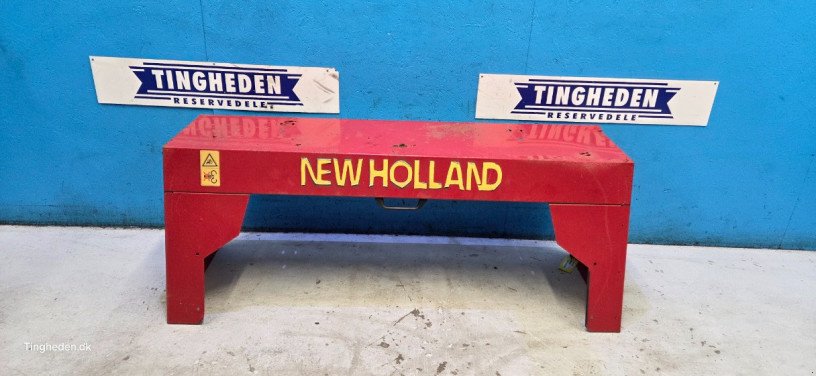 TINGHEDEN
RESERVEDELE
TINGHEDEN
RESERVEDELE
NEW HOLLAND
Tingheden.dk